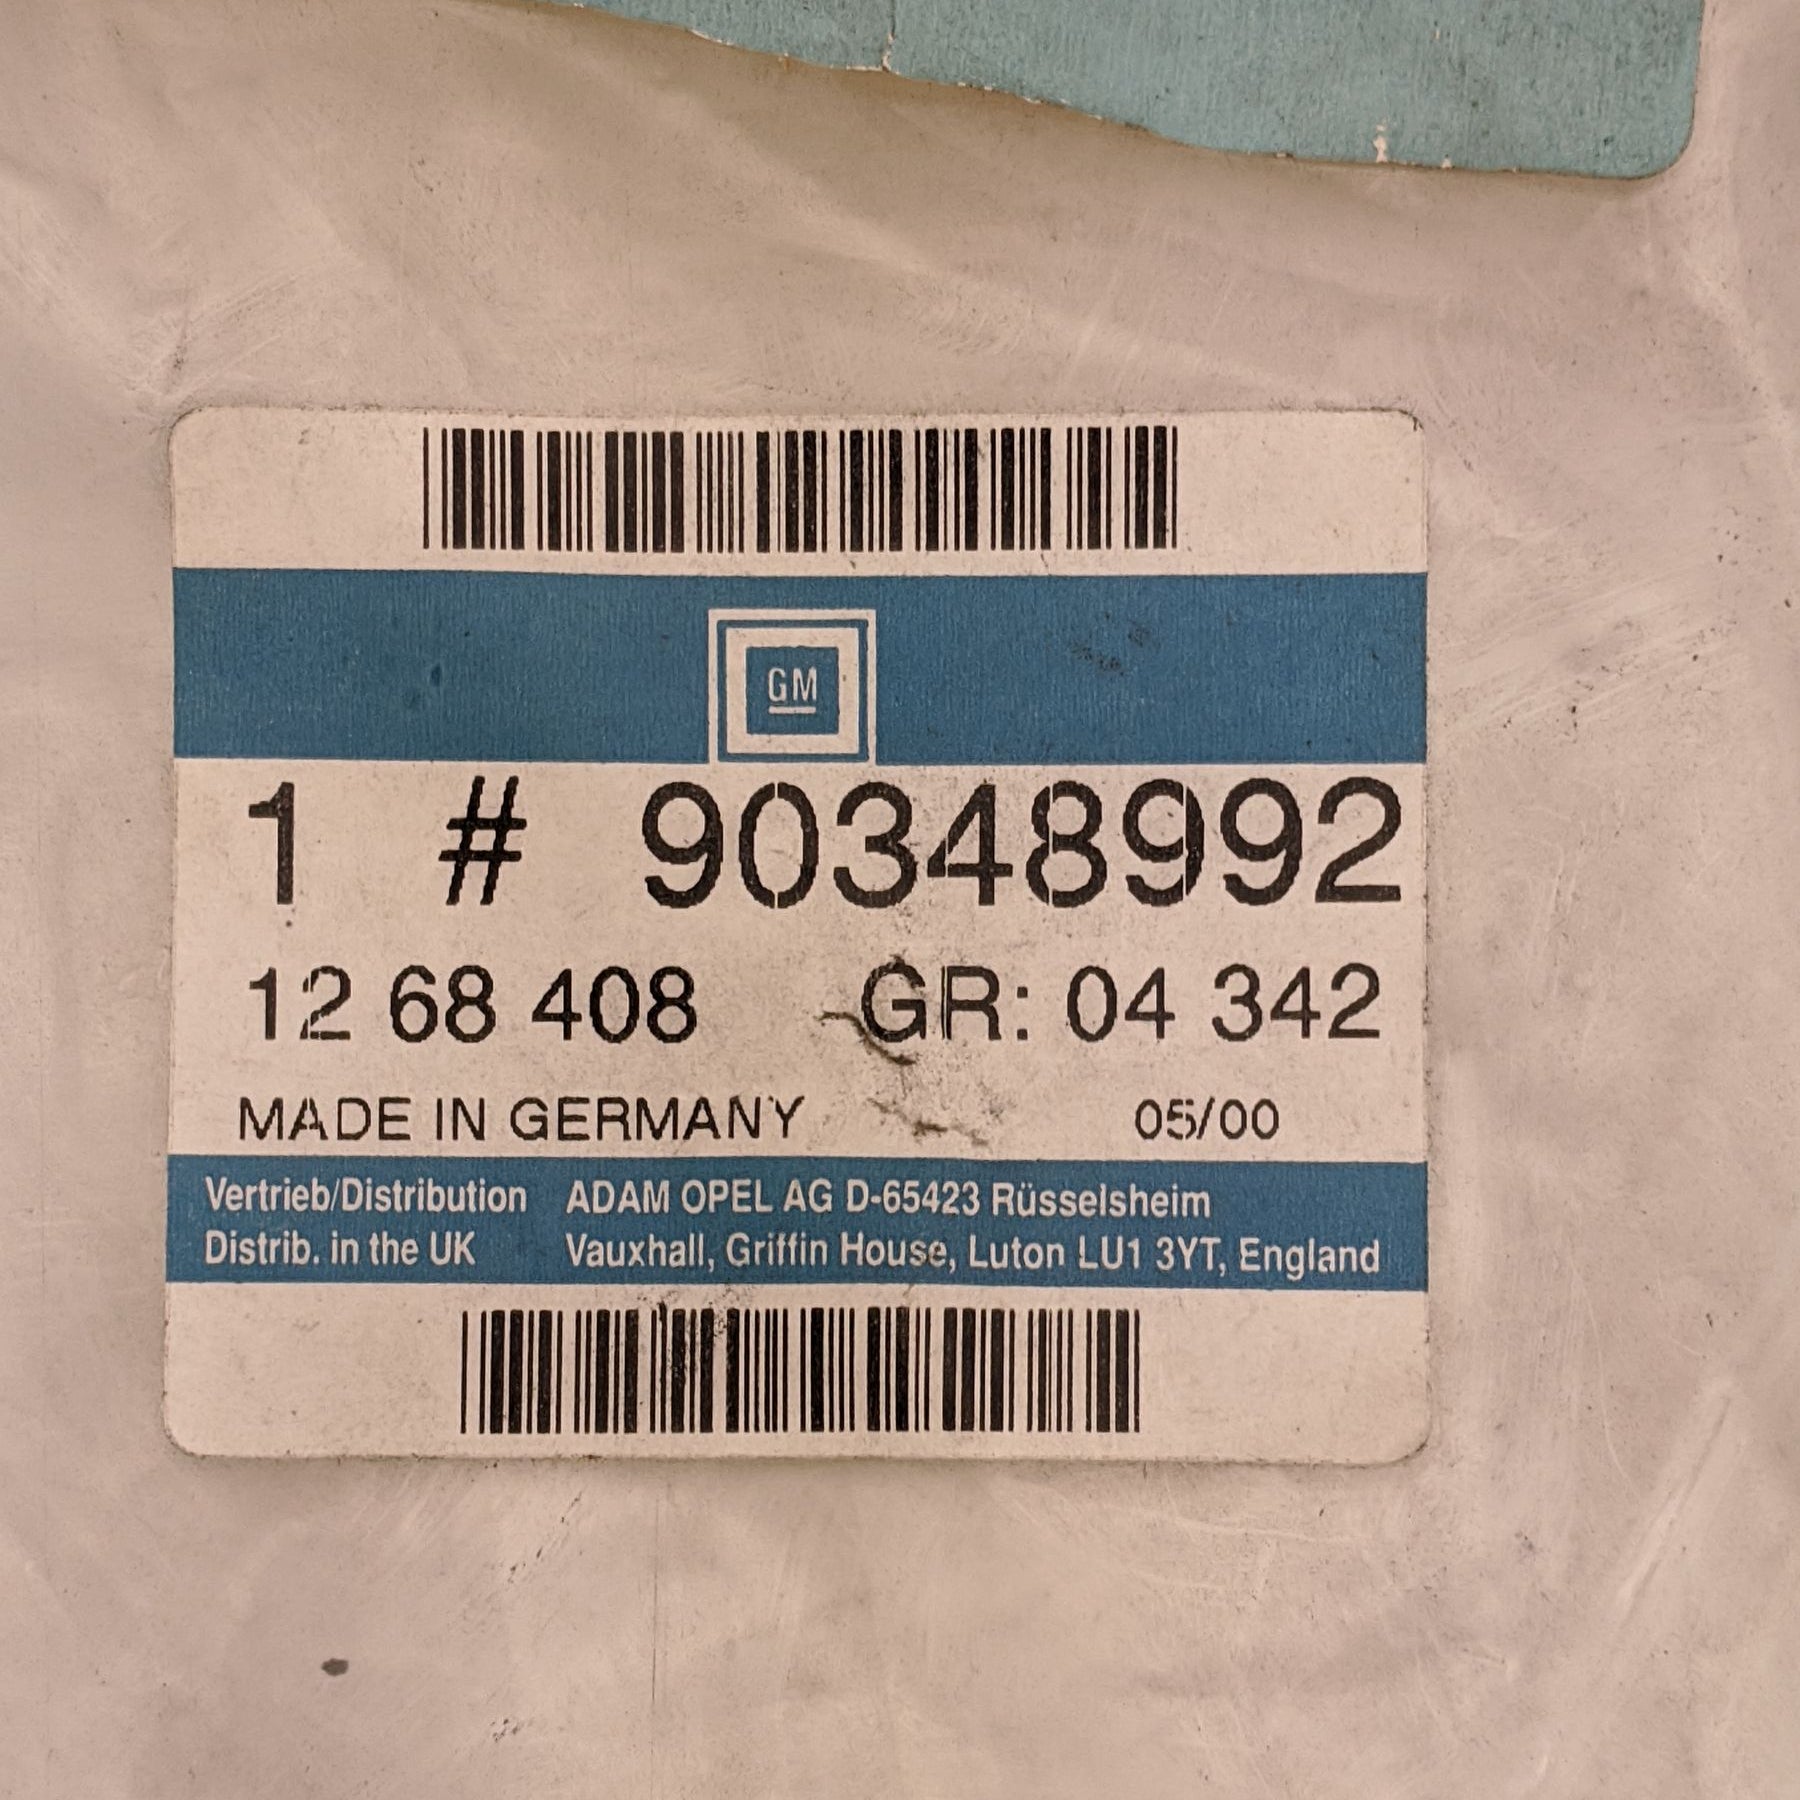 GM
1 # 90348992
12 68 408 GR: 04 342
MADE IN GERMANY 05/00
Vertrieb/Distribution ADAM OPEL AG D-65423 Rüsselsheim
Distrib. in the UK Vauxhall, Griffin House, Luton LU1 3YT, England